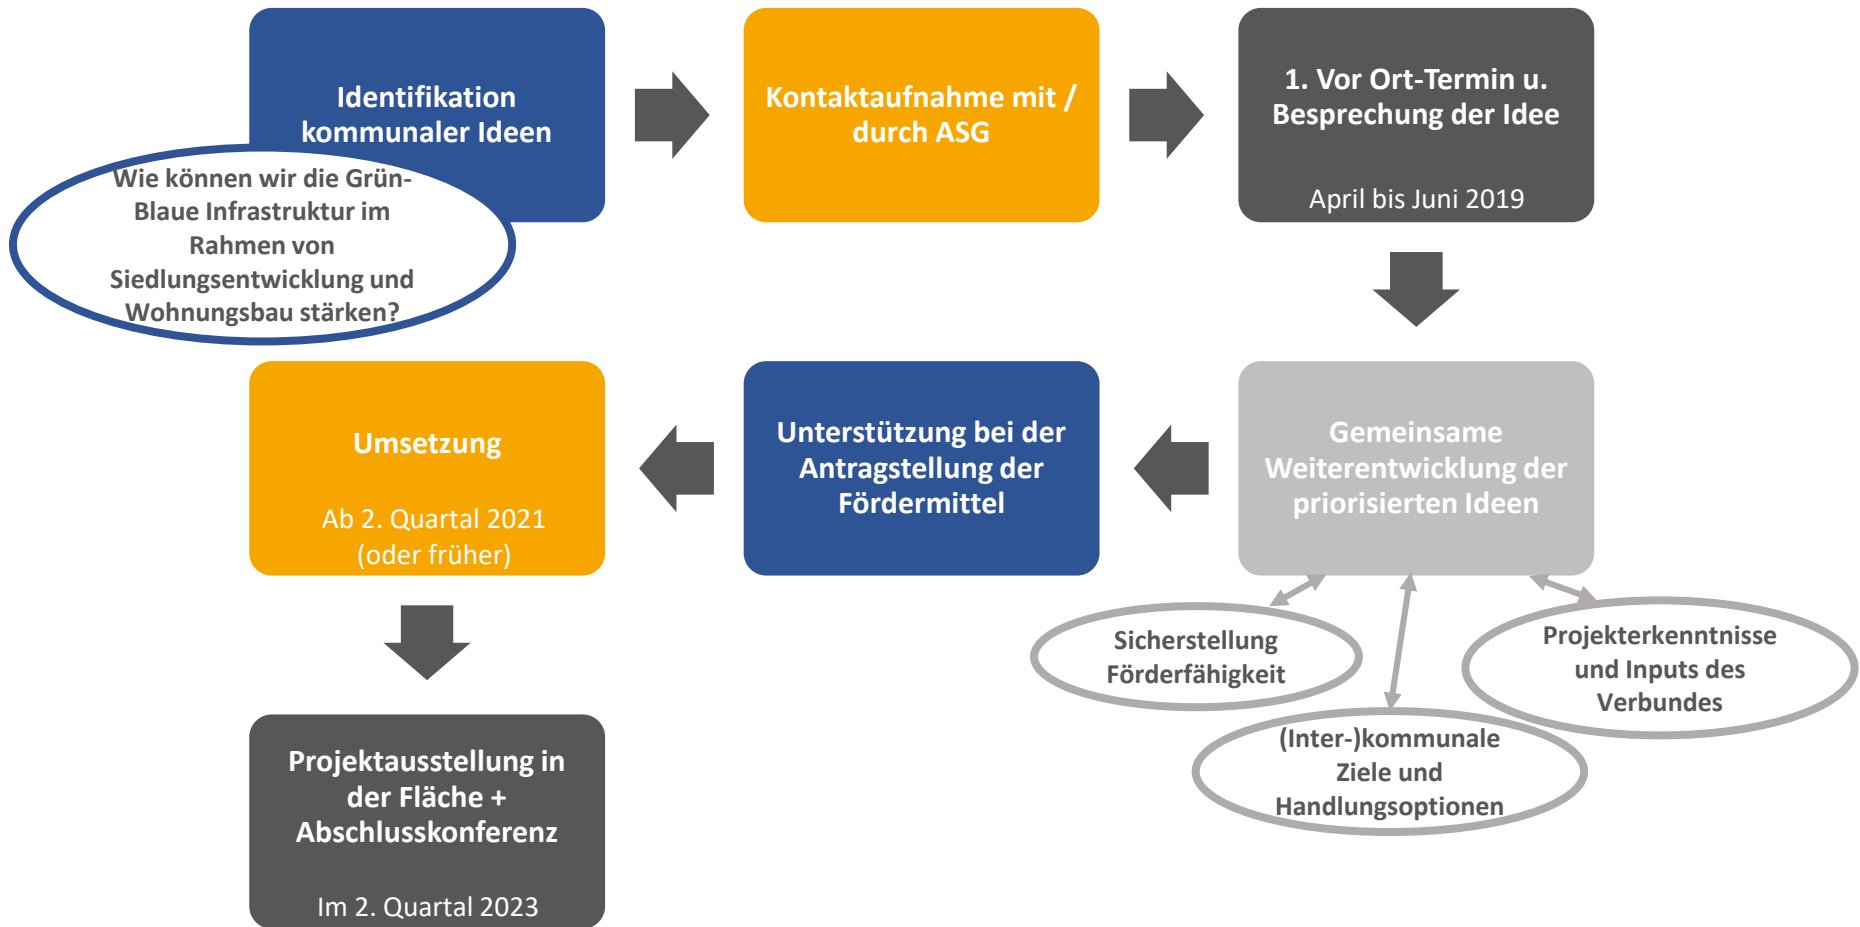 Identifikation
kommunaler Ideen
Wie können wir die Grün-
Blaue Infrastruktur im
Rahmen von
Siedlungsentwicklung und
Wohnungsbau stärken?
Kontaktaufnahme mit /
durch ASG
1. Vor Ort-Termin u.
Besprechung der Idee
April bis Juni 2019
Gemeinsame
Weiterentwicklung der
priorisierten Ideen
Sicherstellung
Förderfähigkeit
(Inter-)kommunale
Ziele und
Handlungsoptionen
Projekterkenntnisse
und Inputs des
Verbundes
Unterstützung bei der
Antragstellung der
Fördermittel
Umsetzung
Ab 2. Quartal 2021
(oder früher)
Projektausstellung in
der Fläche +
Abschlusskonferenz
Im 2. Quartal 2023